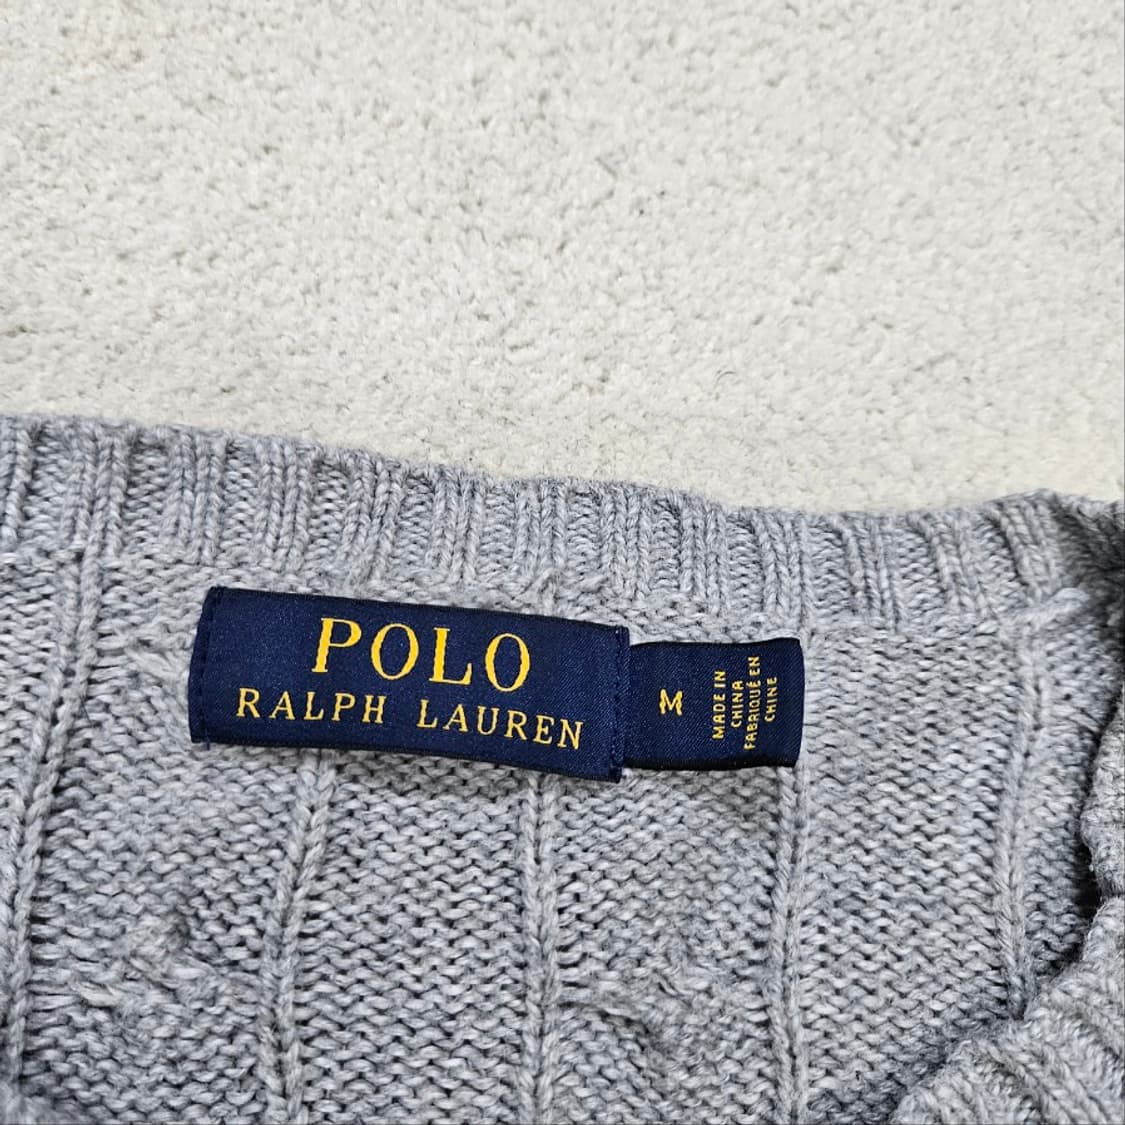 POLO
RALPH LAUREN
M
MADE IN
CHINA
FABRIQUÉ EN
CHINE